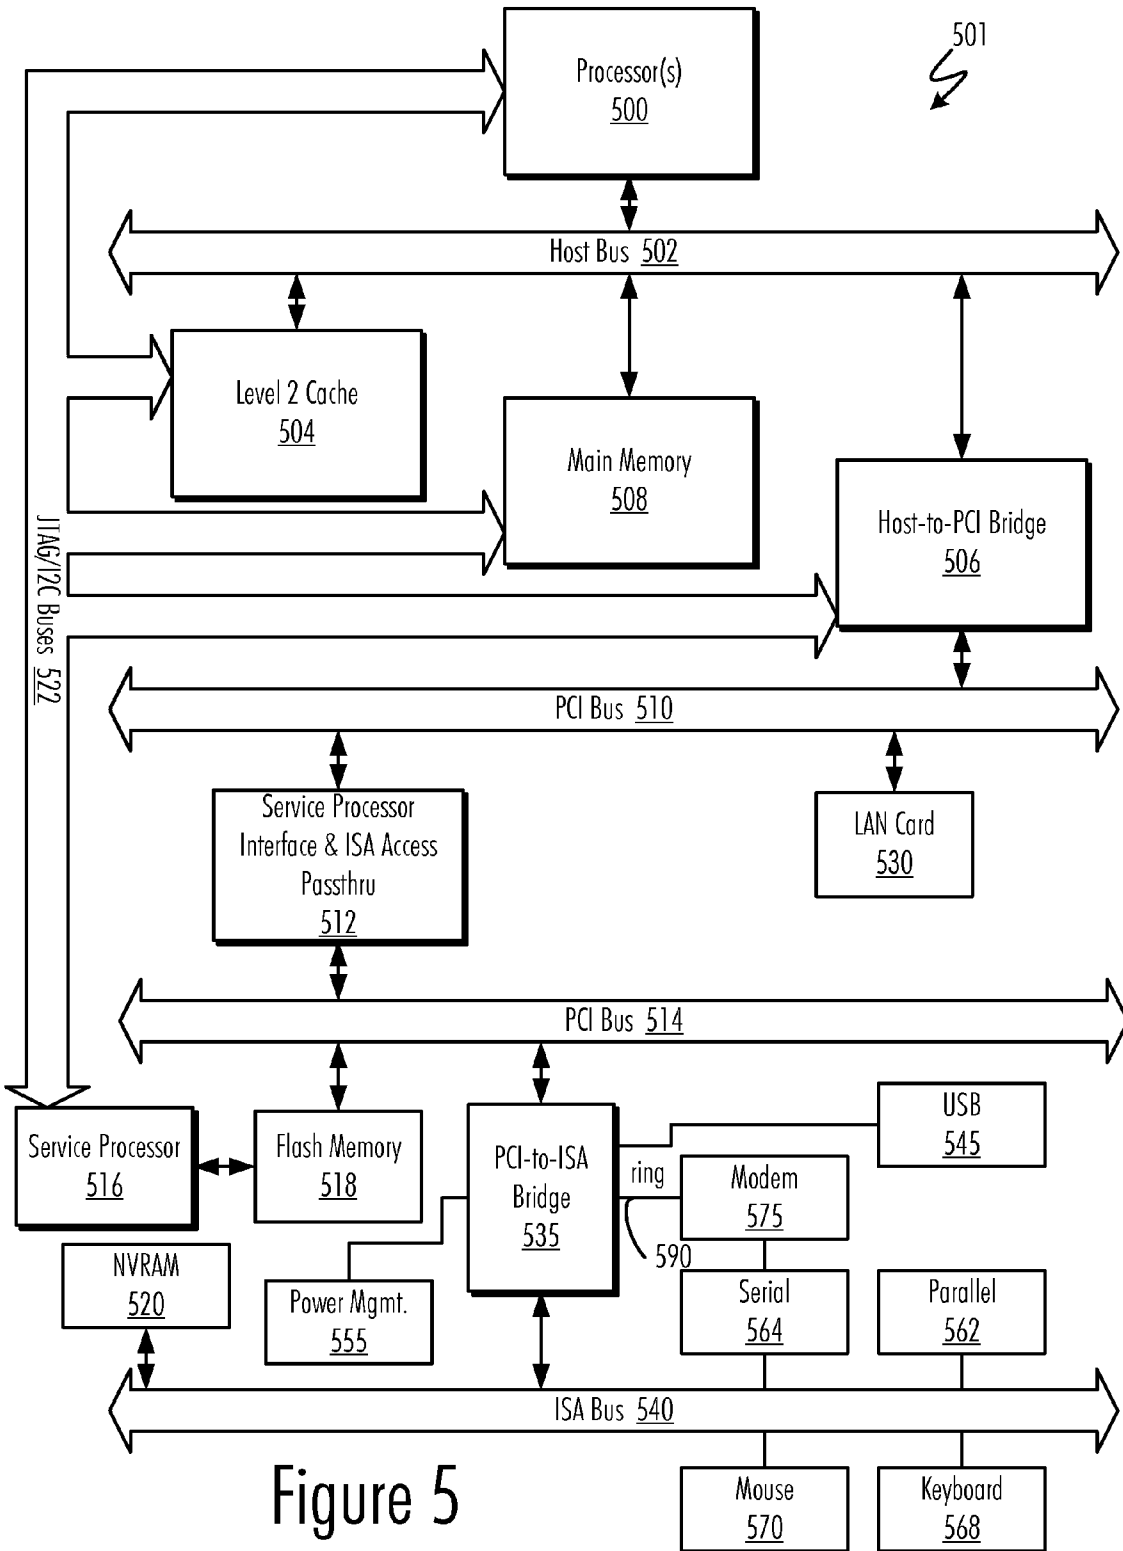 501
Processor(s)
500
Host Bus 502
Level 2 Cache
504
Main Memory
508
Host-to-PCI Bridge
506
JTAG/I2C Buses 522
PCI Bus 510
Service Processor
Interface & ISA Access
Passthru
512
LAN Card
530
PCI Bus 514
Service Processor
516
Flash Memory
518
PCI-to-ISA
Bridge
535
USB
545
ring
Modem
575
590
NVRAM
520
Power Mgmt.
555
Serial
564
Parallel
562
ISA Bus 540
Mouse
570
Keyboard
568
Figure 5